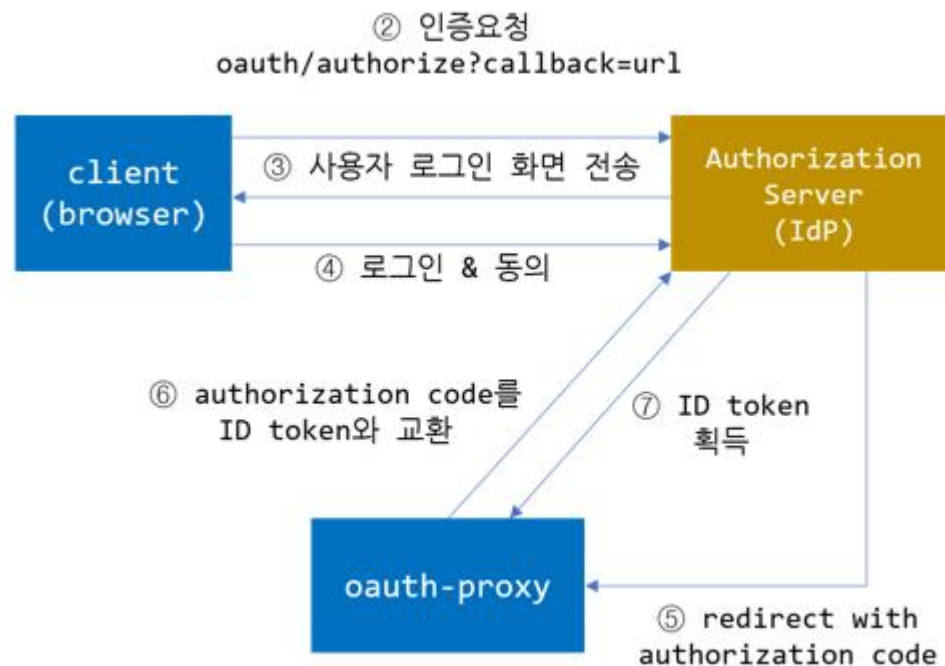 ② 인증요청
oauth/authorize?callback=url
client
(browser)
③ 사용자 로그인 화면 전송
Authorization
Server
(IdP)
④ 로그인 & 동의
⑥ authorization code를
ID token와 교환
⑦ ID token
획득
oauth-proxy
⑤ redirect with
authorization code